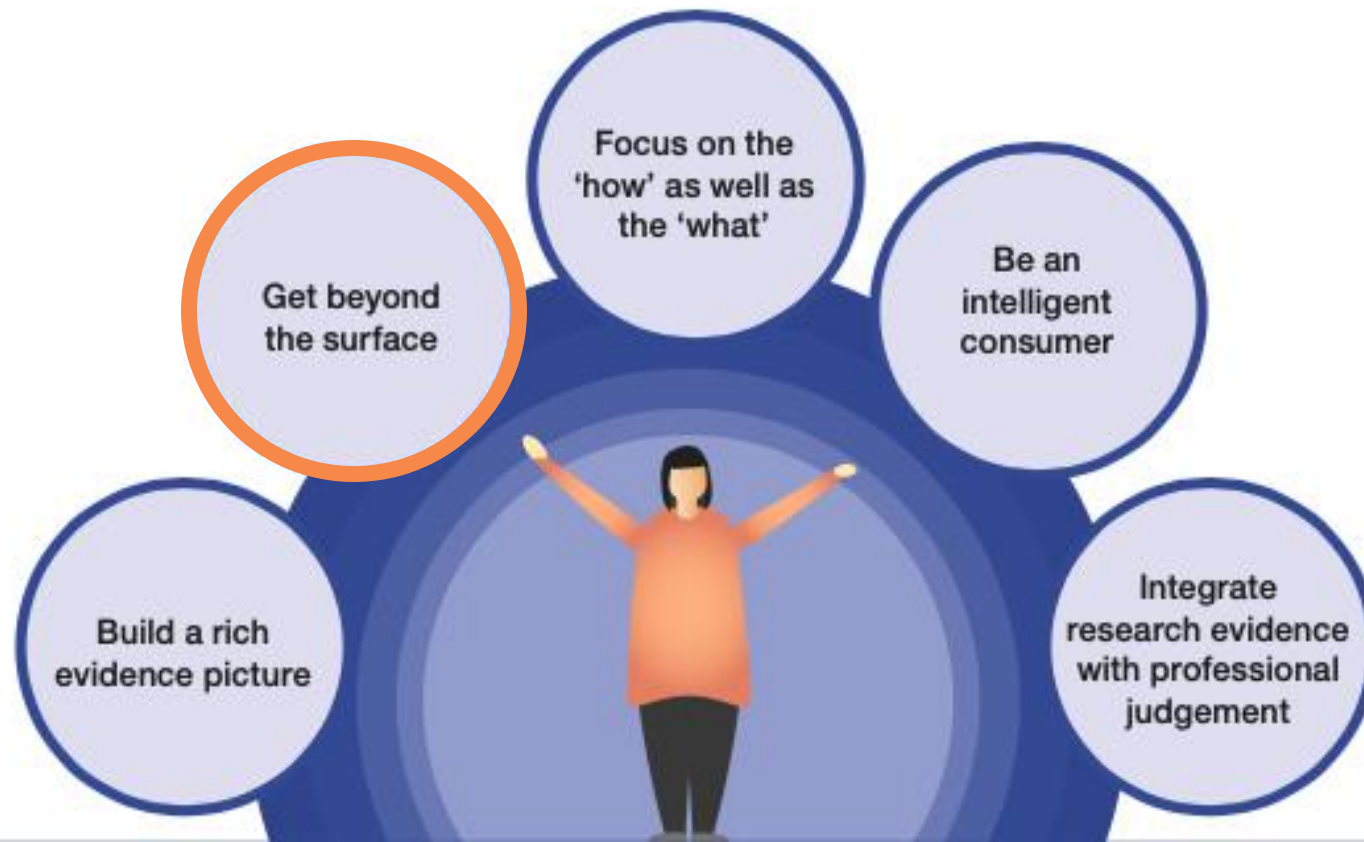 Focus on the
‘how’ as well as
the ‘what’
Get beyond
the surface
Be an
intelligent
consumer
Build a rich
evidence picture
Integrate
research evidence
with professional
judgement